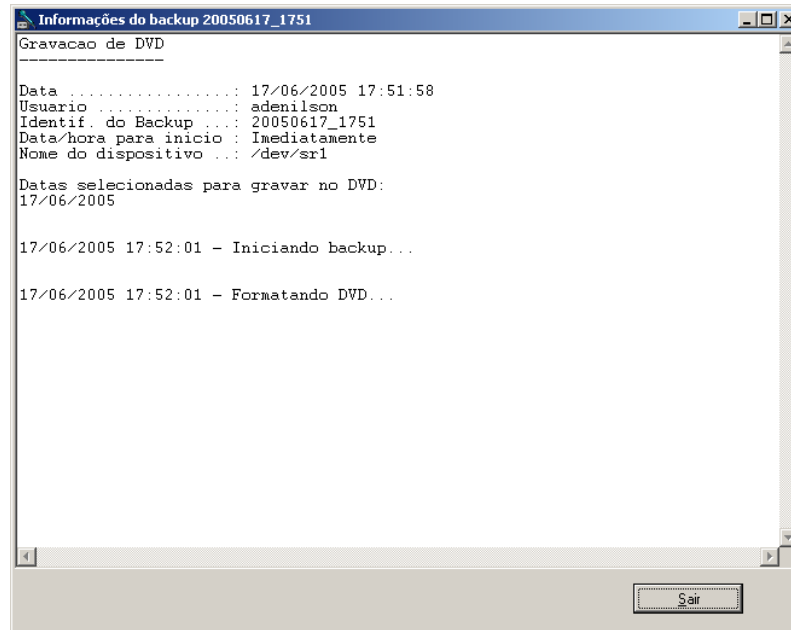 Informações do backup 20050617_1751
Gravacao de DVD
---------------
Data .................: 17/06/2005 17:51:58
Usuario ..............: adenilson
Identif. do Backup ...: 20050617_1751
Data/hora para inicio : Imediatamente
Nome do dispositivo ..: /dev/sr1
Datas selecionadas para gravar no DVD:
17/06/2005
17/06/2005 17:52:01 - Iniciando backup...
17/06/2005 17:52:01 - Formatando DVD...
Sair